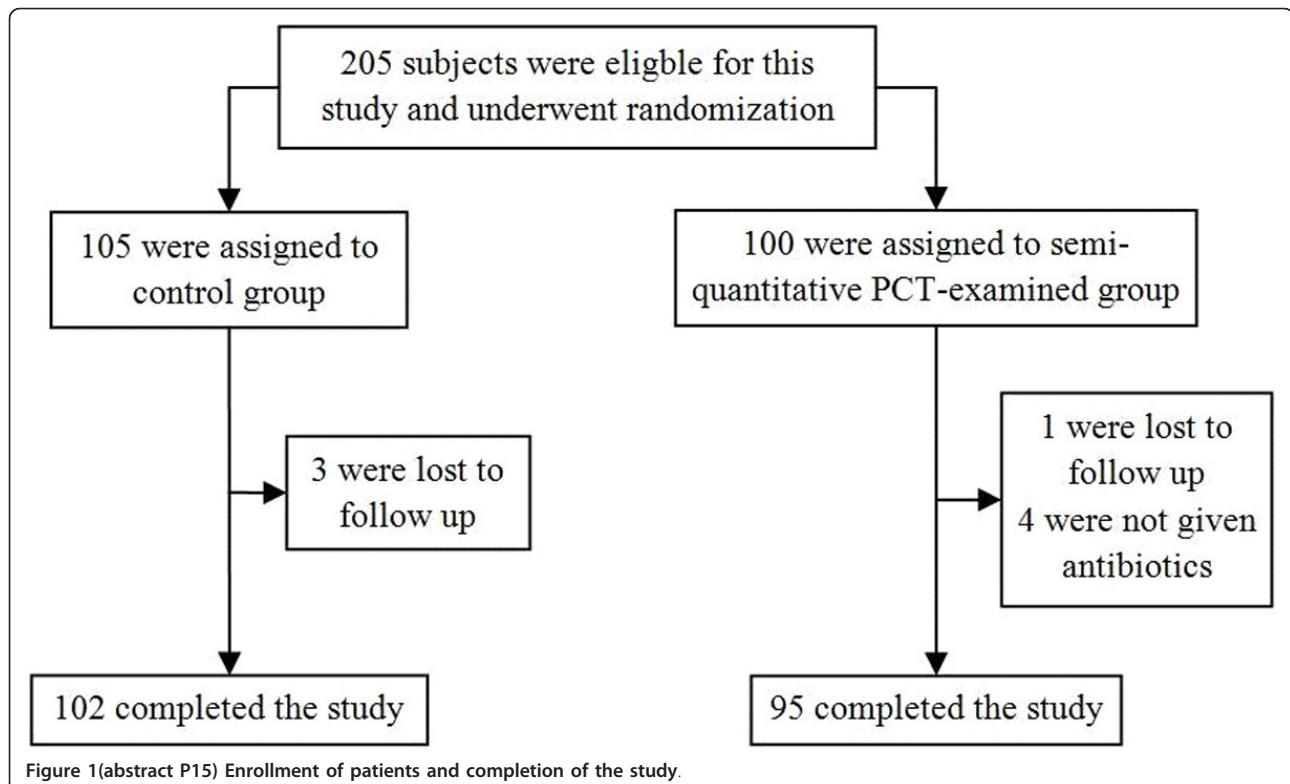 205 subjects were eligble for this
study and underwent randomization
105 were assigned to
control group
100 were assigned to semi-
quantitative PCT-examined group
3 were lost to
follow up
1 were lost to
follow up
4 were not given
antibiotics
102 completed the study
95 completed the study
Figure 1(abstract P15) Enrollment of patients and completion of the study.